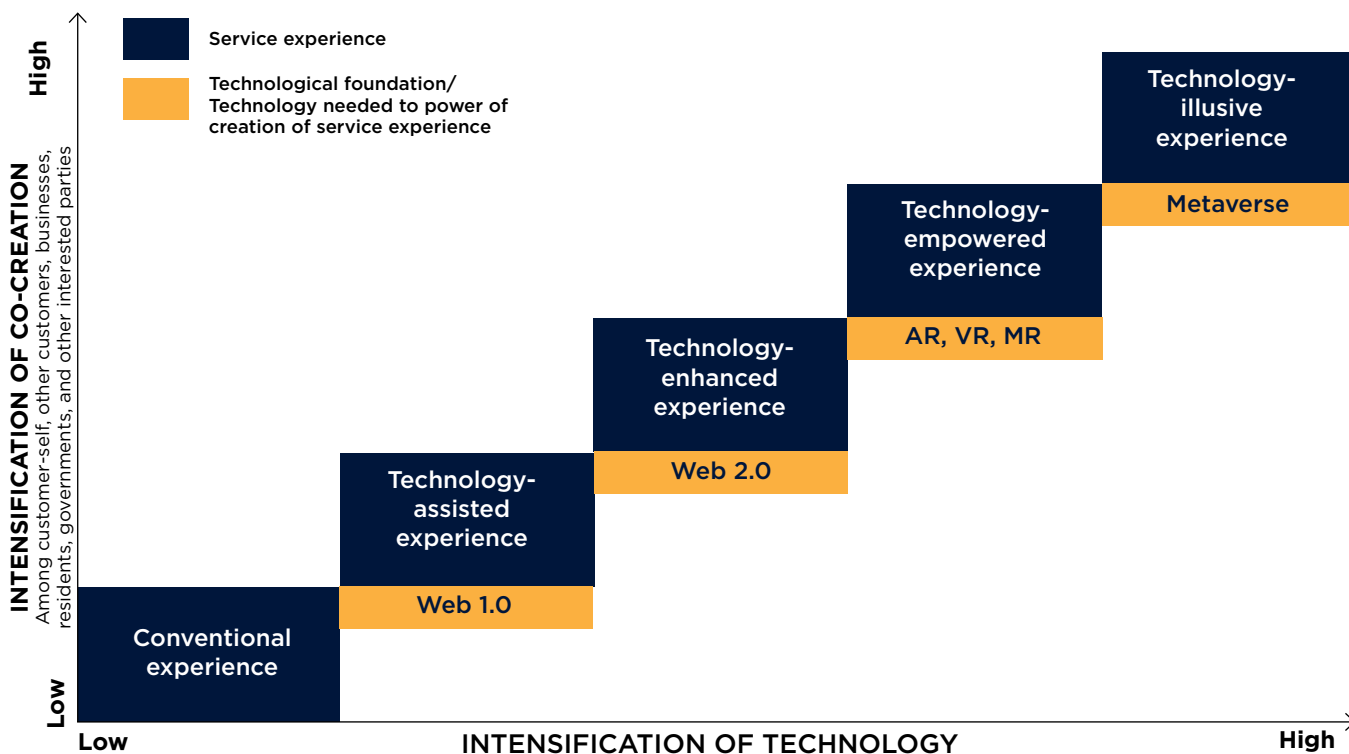 High
INTENSIFICATION OF CO-CREATION
Among customer-self, other customers, businesses,
residents, governments, and other interested parties
Low
Service experience
Technological foundation/
Technology needed to power of
creation of service experience
Technology-
illusive
experience
Metaverse
Technology-
empowered
experience
AR, VR, MR
Technology-
enhanced
experience
Web 2.0
Technology-
assisted
experience
Web 1.0
Conventional
experience
Low
INTENSIFICATION OF TECHNOLOGY
High